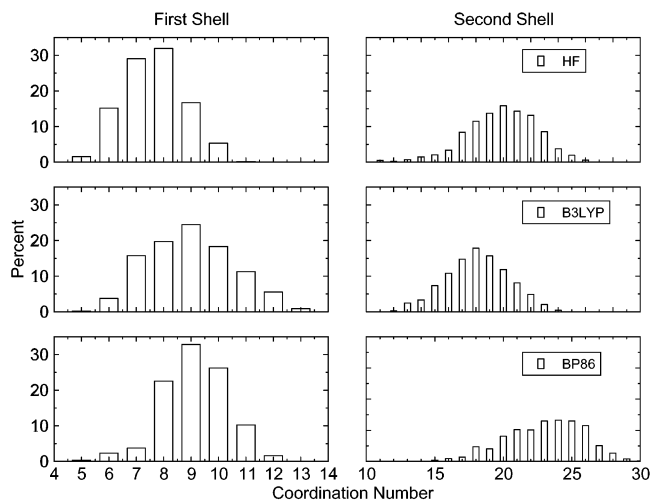 First Shell Second Shell
30
20
10
0
HF
30
20
10
0
B3LYP
30
20
10
0
BP86
Percent
4 5 6 7 8 9 10 11 12 13 14 10 15 20 25 30
Coordination Number